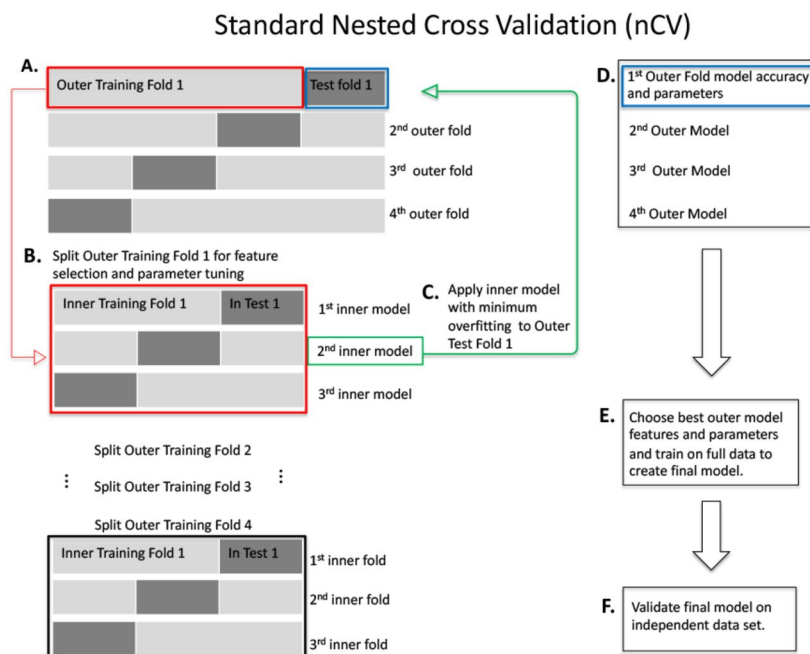 Standard Nested Cross Validation (nCV)
A.
Outer Training Fold 1
Test fold 1
2nd outer fold
3rd outer fold
4th outer fold
B. Split Outer Training Fold 1 for feature
selection and parameter tuning
Inner Training Fold 1
In Test 1
1st inner model
2nd inner model
3rd inner model
C. Apply inner model
with minimum
overfitting to Outer
Test Fold 1
Split Outer Training Fold 2
⋮
⋮
Split Outer Training Fold 3
Split Outer Training Fold 4
Inner Training Fold 1
In Test 1
1st inner fold
2nd inner fold
3rd inner fold
D.
1st Outer Fold model accuracy
and parameters
2nd Outer Model
3rd Outer Model
4th Outer Model
E.
Choose best outer model
features and parameters
and train on full data to
create final model.
F.
Validate final model on
independent data set.